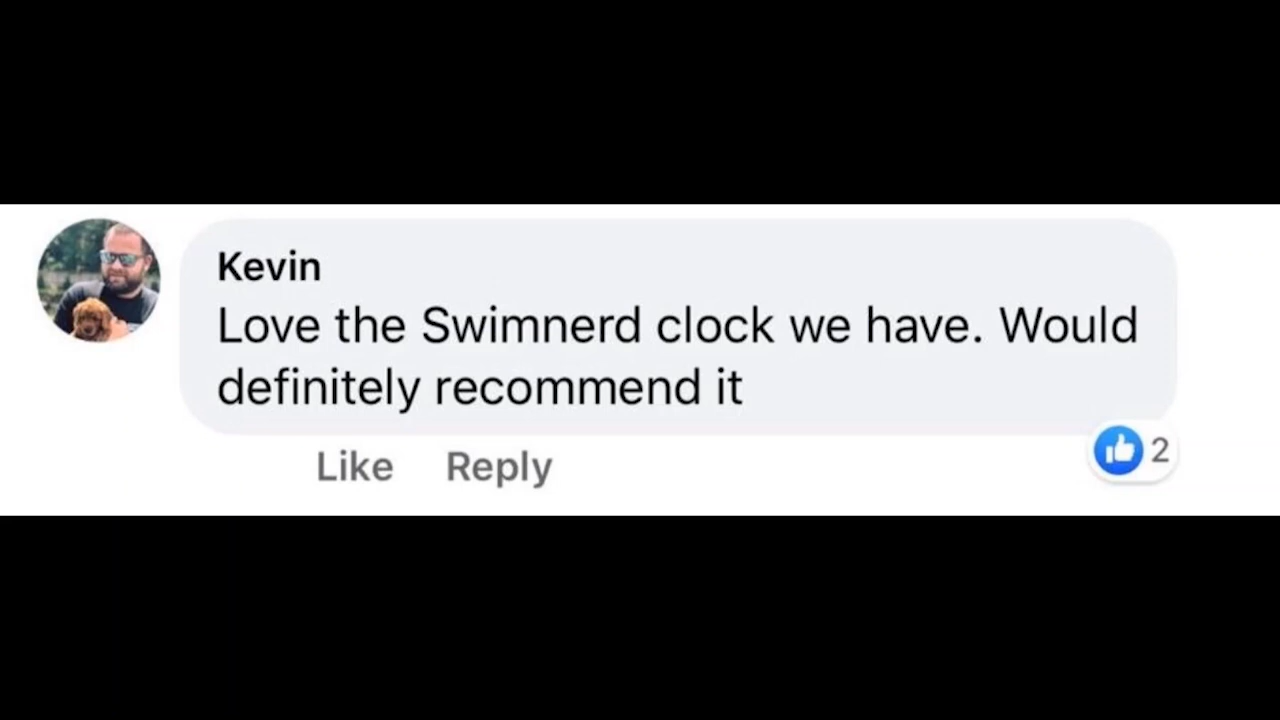 Kevin
Love the Swimnerd clock we have. Would
definitely recommend it
Like Reply 2